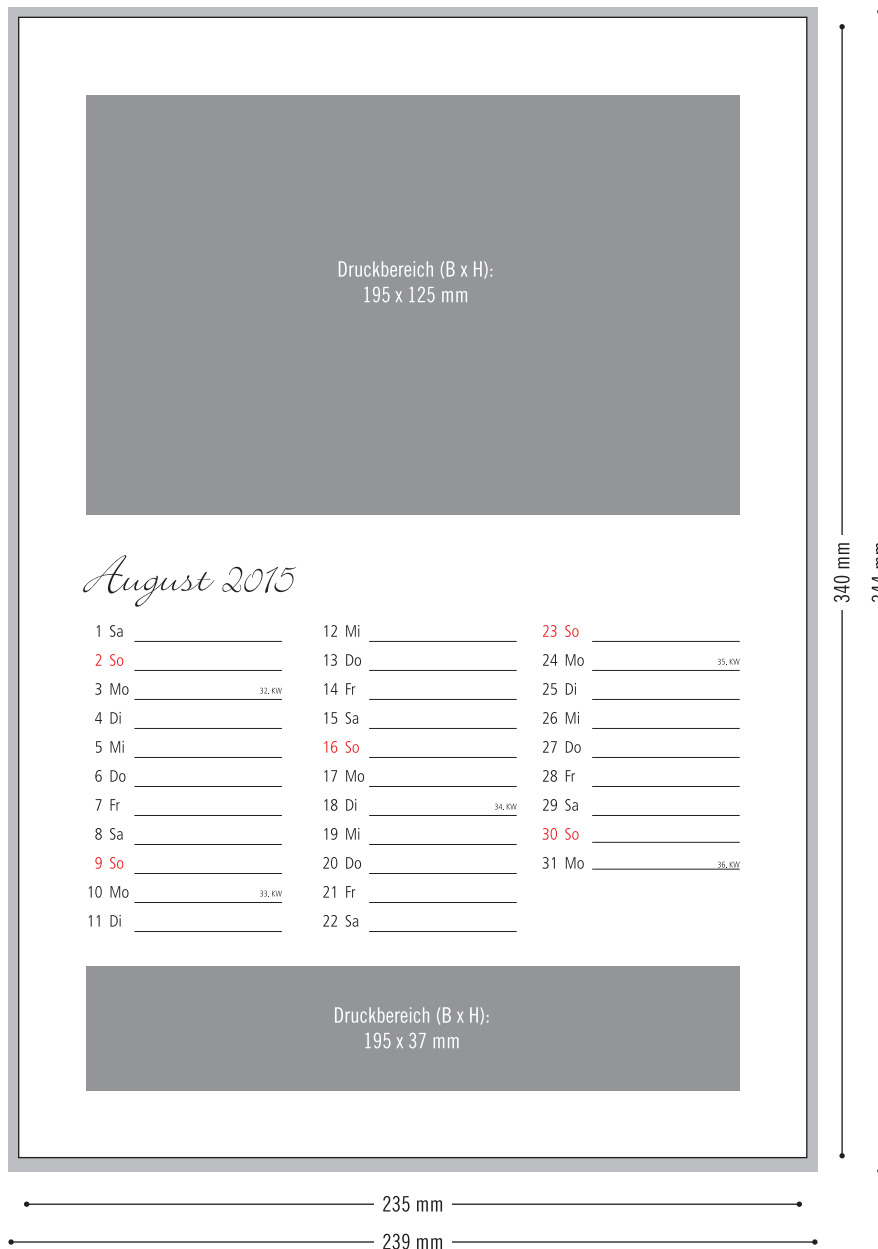 Druckbereich (B x H):
195 x 125 mm
August 2015
1 Sa
2 So
3 Mo 32. KW
4 Di
5 Mi
6 Do
7 Fr
8 Sa
9 So
10 Mo 33. KW
11 Di
12 Mi
13 Do
14 Fr
15 Sa
16 So
17 Mo
18 Di 34. KW
19 Mi
20 Do
21 Fr
22 Sa
23 So
24 Mo 35. KW
25 Di
26 Mi
27 Do
28 Fr
29 Sa
30 So
31 Mo 36. KW
Druckbereich (B x H):
195 x 37 mm
340 mm
344 mm
235 mm
239 mm